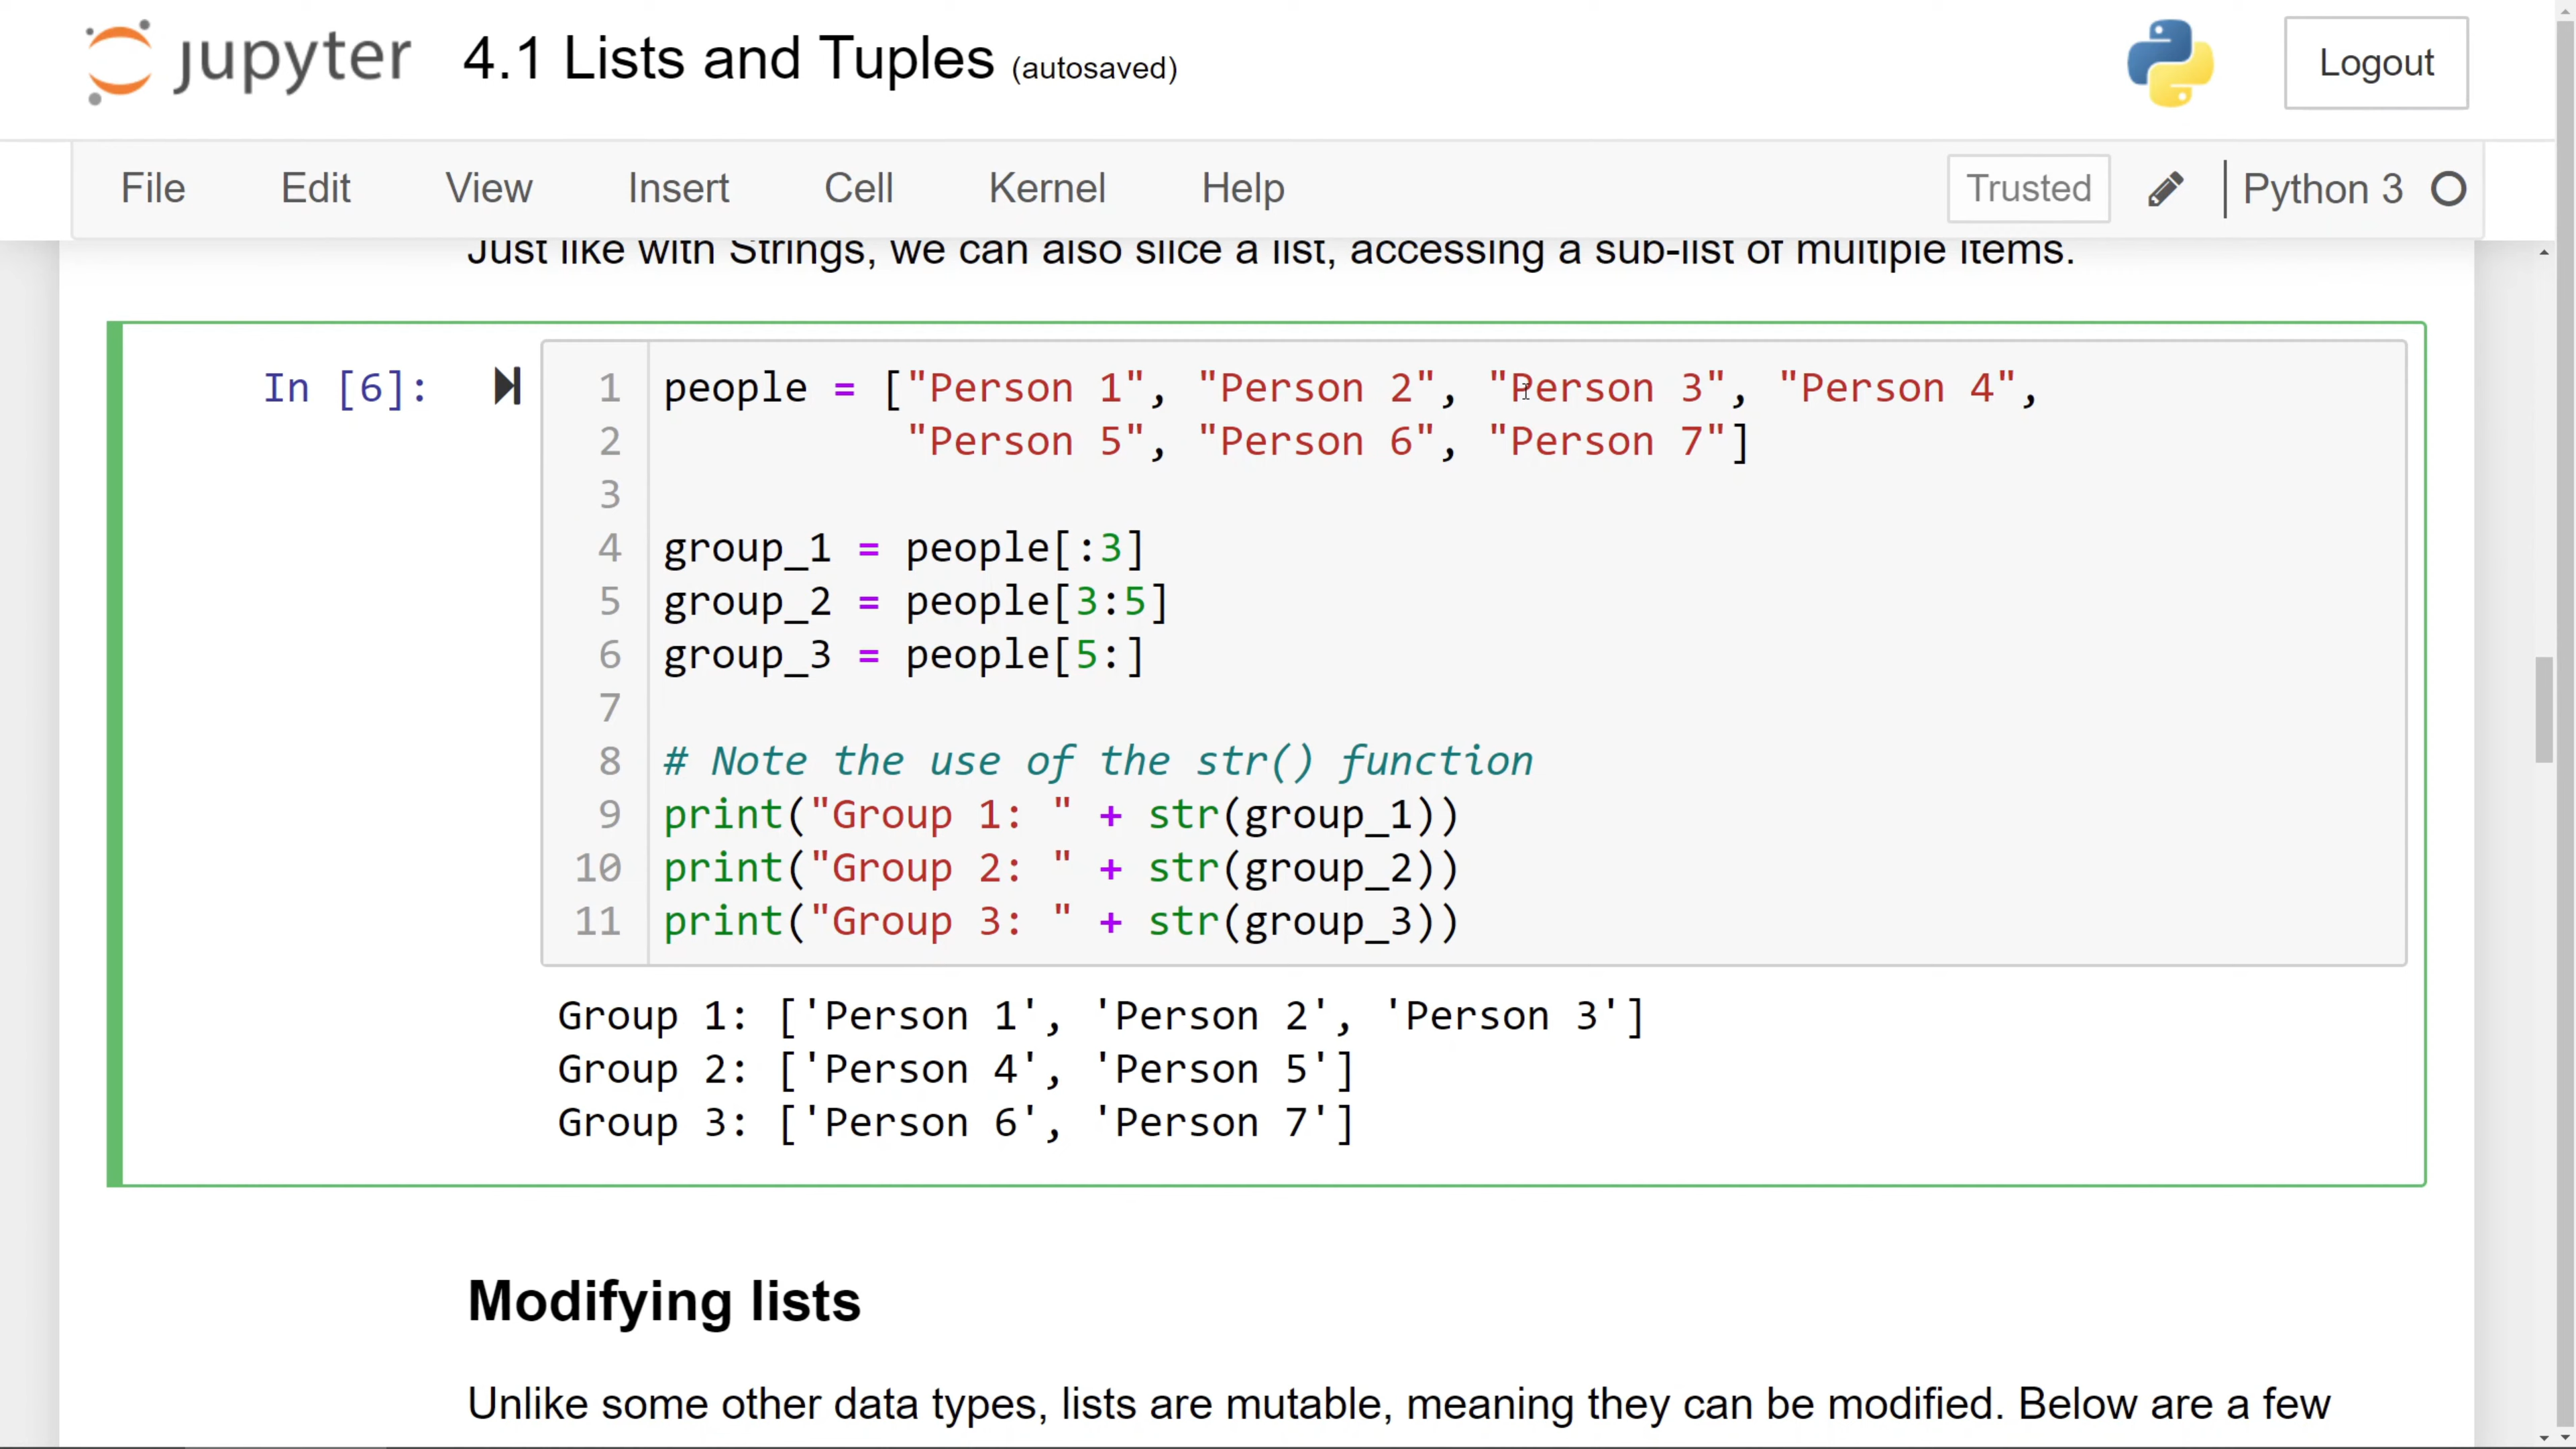 jupyter 4.1 Lists and Tuples (autosaved) Logout
File Edit View Insert Cell Kernel Help Trusted Python 3
Just like with Strings, we can also slice a list, accessing a sub-list of multiple items.
In [6]: 1 people = ["Person 1", "Person 2", "Person 3", "Person 4",
2 "Person 5", "Person 6", "Person 7"]
3
4 group_1 = people[:3]
5 group_2 = people[3:5]
6 group_3 = people[5:]
7
8 # Note the use of the str() function
9 print("Group 1: " + str(group_1))
10 print("Group 2: " + str(group_2))
11 print("Group 3: " + str(group_3))
Group 1: ['Person 1', 'Person 2', 'Person 3']
Group 2: ['Person 4', 'Person 5']
Group 3: ['Person 6', 'Person 7']
Modifying lists
Unlike some other data types, lists are mutable, meaning they can be modified. Below are a few